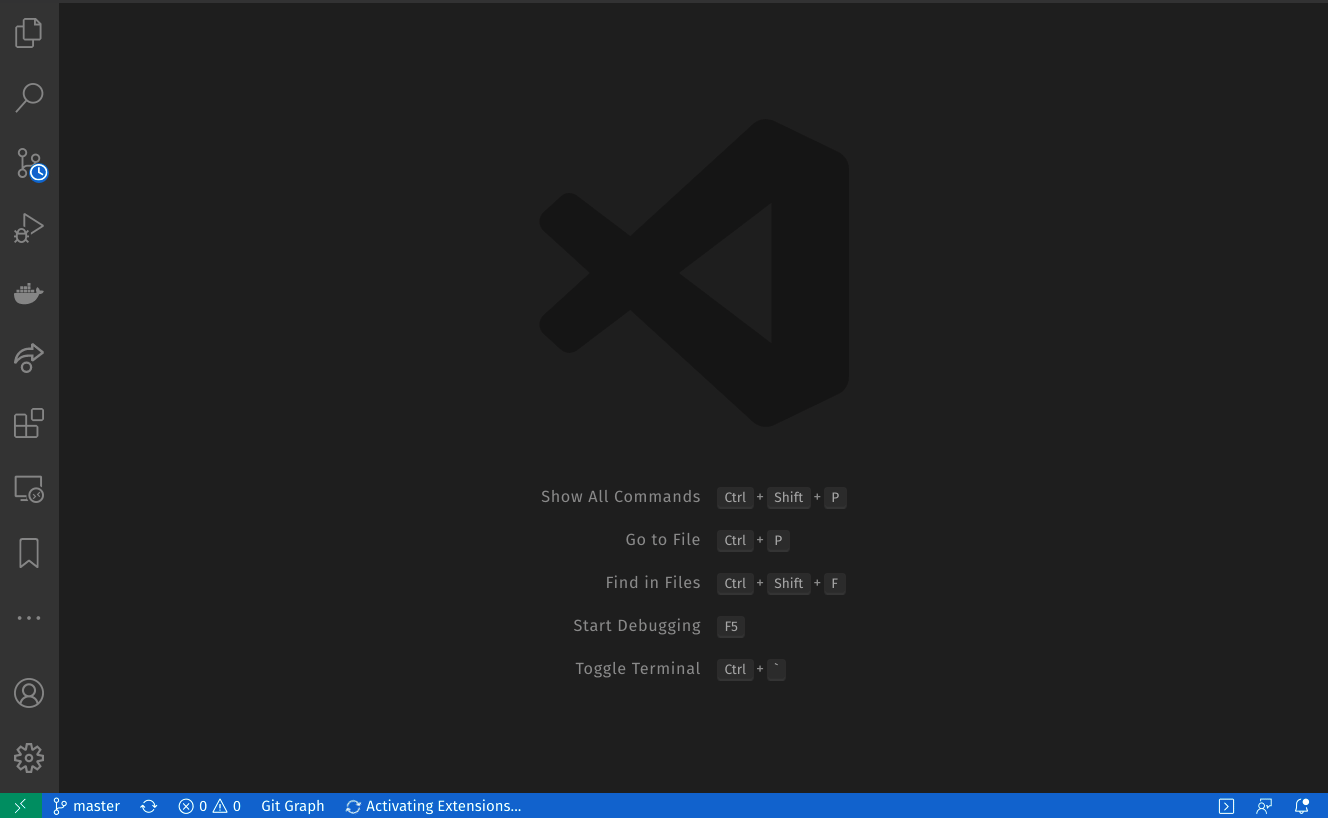 Show All Commands Ctrl + Shift + P
Go to File Ctrl + P
Find in Files Ctrl + Shift + F
Start Debugging F5
Toggle Terminal Ctrl + `
master 0 0 Git Graph Activating Extensions...